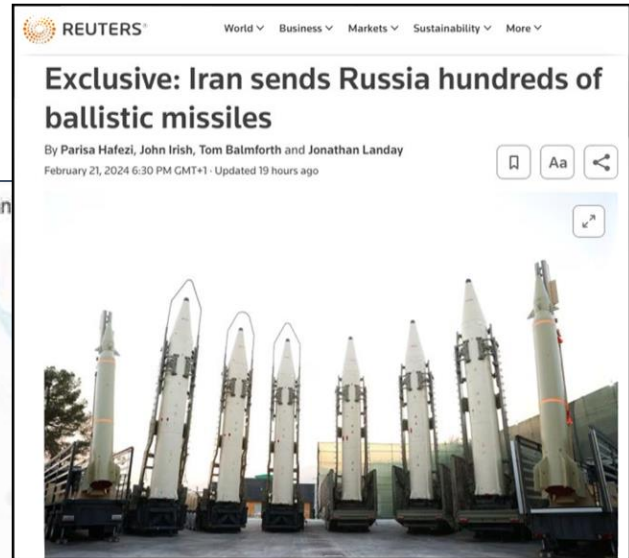 REUTERS®
World Business Markets Sustainability More
Exclusive: Iran sends Russia hundreds of
ballistic missiles
By Parisa Hafezi, John Irish, Tom Balmforth and Jonathan Landay
February 21, 2024 6:30 PM GMT+1 · Updated 19 hours ago
Aa
n